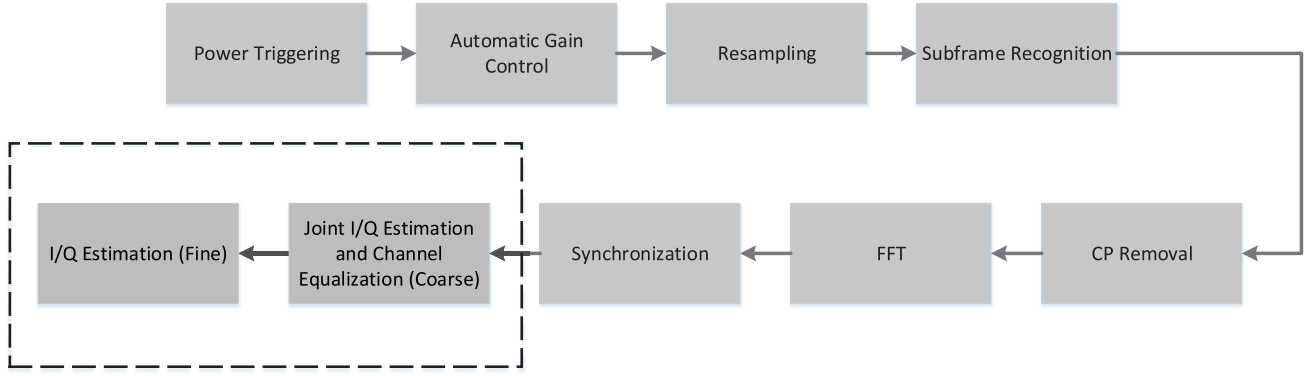 Power Triggering
Automatic Gain
Control
Resampling
Subframe Recognition
I/Q Estimation (Fine)
Joint I/Q Estimation
and Channel
Equalization (Coarse)
Synchronization
FFT
CP Removal